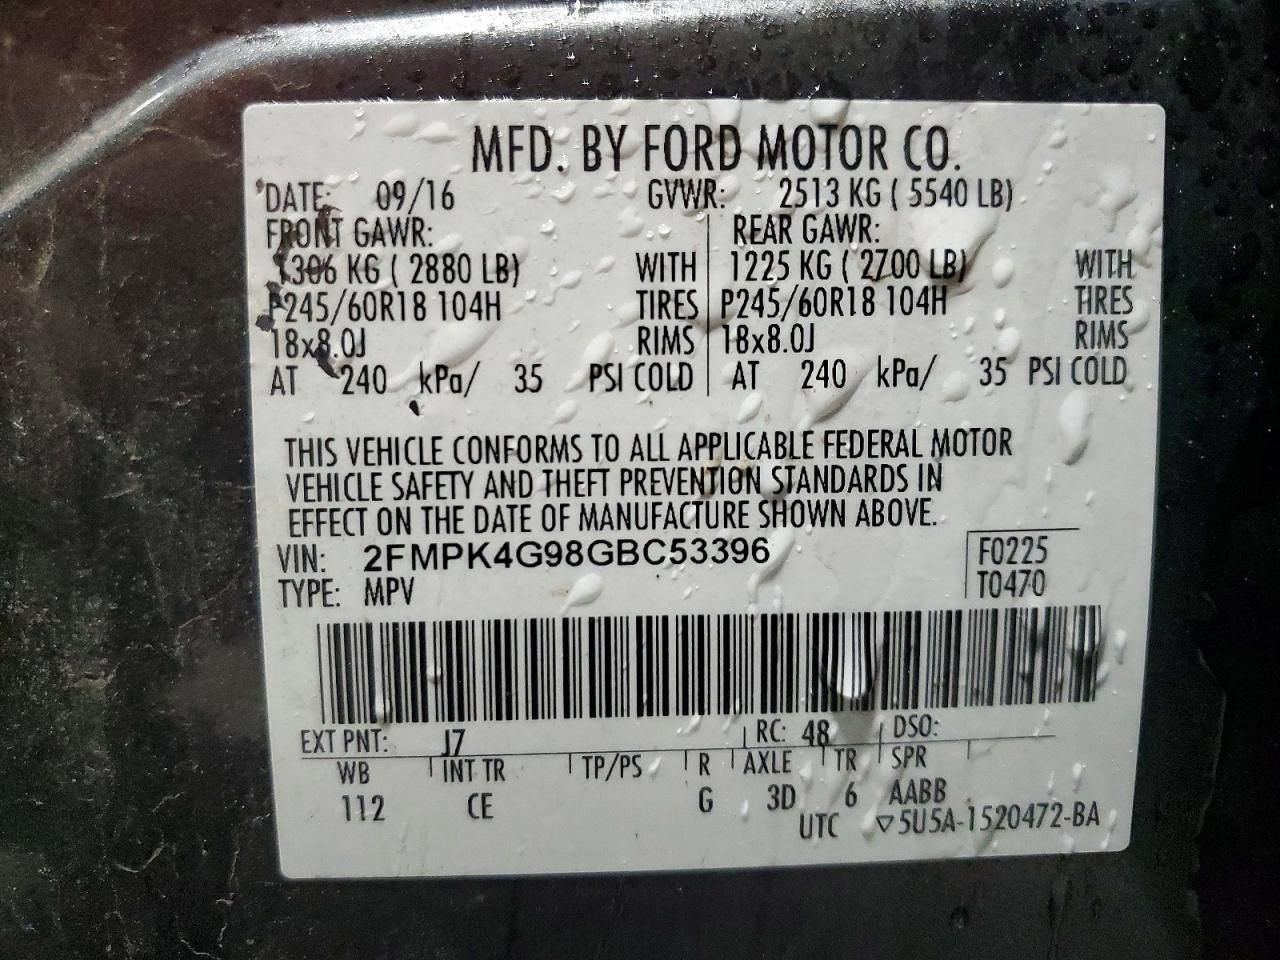 MFD. BY FORD MOTOR CO.
DATE: 09/16 GVWR: 2513 KG ( 5540 LB)
FRONT GAWR: REAR GAWR:
1306 KG ( 2880 LB) WITH 1225 KG ( 2700 LB) WITH
P245/60R18 104H TIRES P245/60R18 104H TIRES
18x8.0J RIMS 18x8.0J RIMS
AT 240 kPa/ 35 PSI COLD AT 240 kPa/ 35 PSI COLD
THIS VEHICLE CONFORMS TO ALL APPLICABLE FEDERAL MOTOR
VEHICLE SAFETY AND THEFT PREVENTION STANDARDS IN
EFFECT ON THE DATE OF MANUFACTURE SHOWN ABOVE.
VIN: 2FMPK4G98GBC53396 F0225
TYPE: MPV T0470
EXT PNT: J7 RC: 48 DSO:
WB INT TR TP/PS R AXLE TR SPR
112 CE G 3D 6 AABB
UTC ▽5U5A-1520472-BA